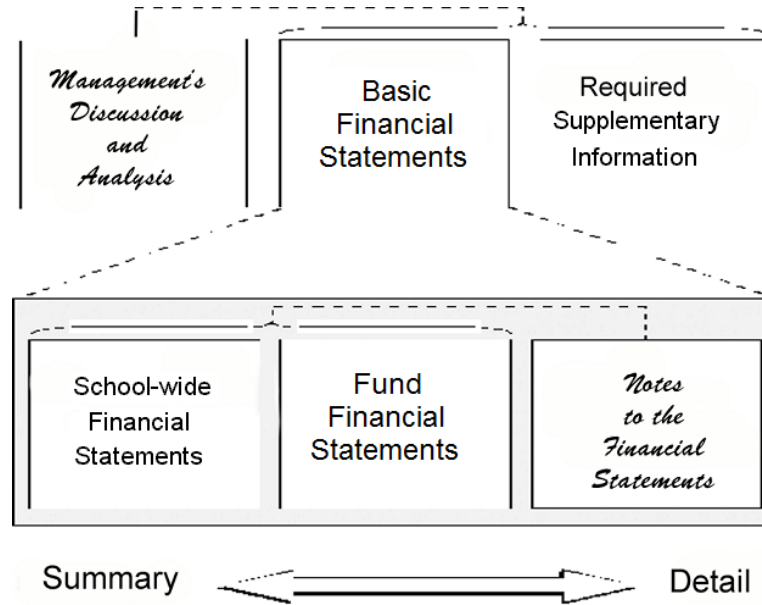 Management's
Discussion
and
Analysis
Basic
Financial
Statements
Required
Supplementary
Information
School-wide
Financial
Statements
Fund
Financial
Statements
Notes
to the
Financial
Statements
Summary
Detail